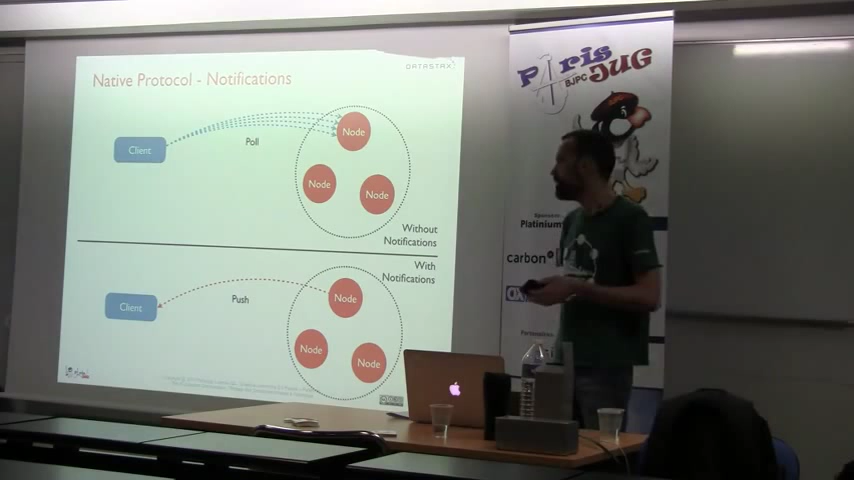 Native Protocol - Notifications
DATASTAX
Client
Poll
Node
Node
Node
Without
Notifications
With
Notifications
Client
Push
Node
Node
Node
Paris
BJPC JUG
Platinium
carbon